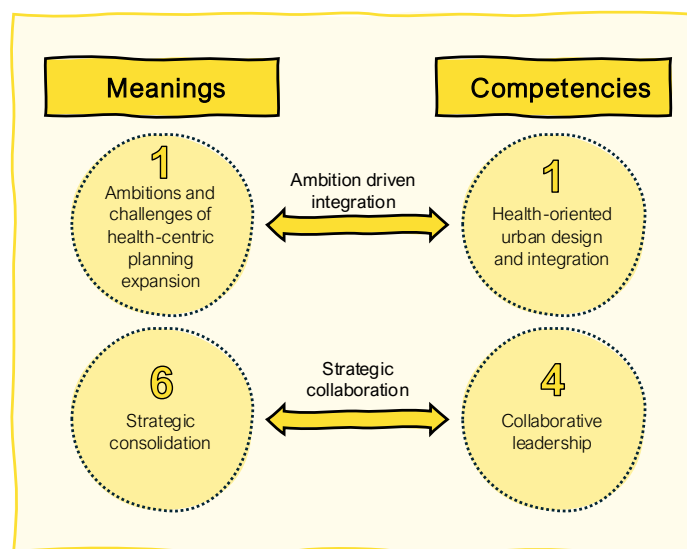 Meanings
Competencies
1
Ambitions and
challenges of
health-centric
planning
expansion
Ambition driven
integration
1
Health-oriented
urban design
and integration
6
Strategic
consolidation
Strategic
collaboration
4
Collaborative
leadership